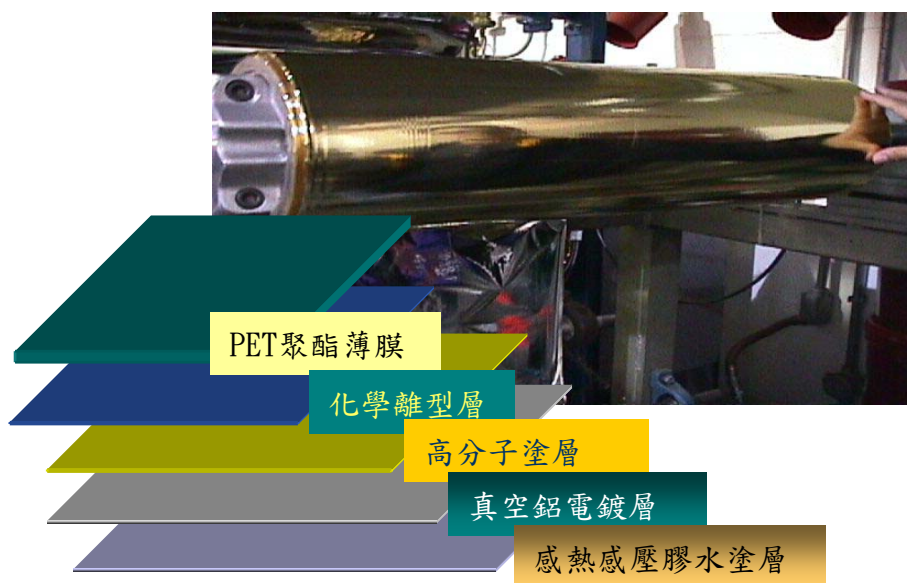 PET聚酯薄膜
化學離型層
高分子塗層
真空鋁電鍍層
感熱感壓膠水塗層